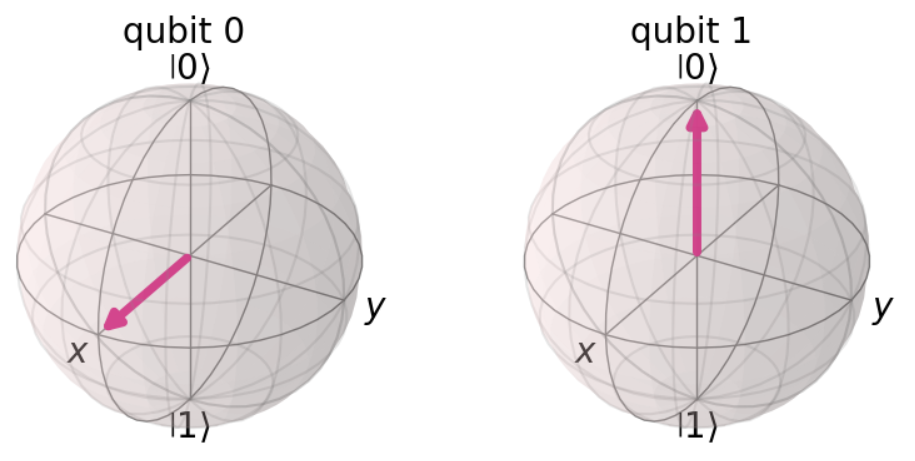 qubit 0
|0⟩
x
y
|1⟩
qubit 1
|0⟩
x
y
|1⟩